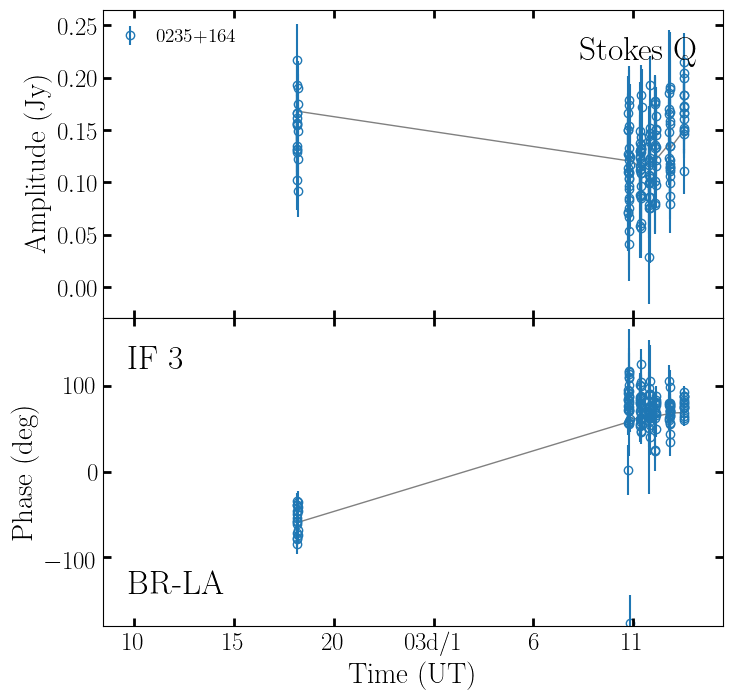 0235+164
Stokes Q
0.25
0.20
0.15
0.10
0.05
0.00
Amplitude (Jy)
IF 3
100
0
−100
Phase (deg)
BR-LA
10 15 20 03d/1 6 11
Time (UT)